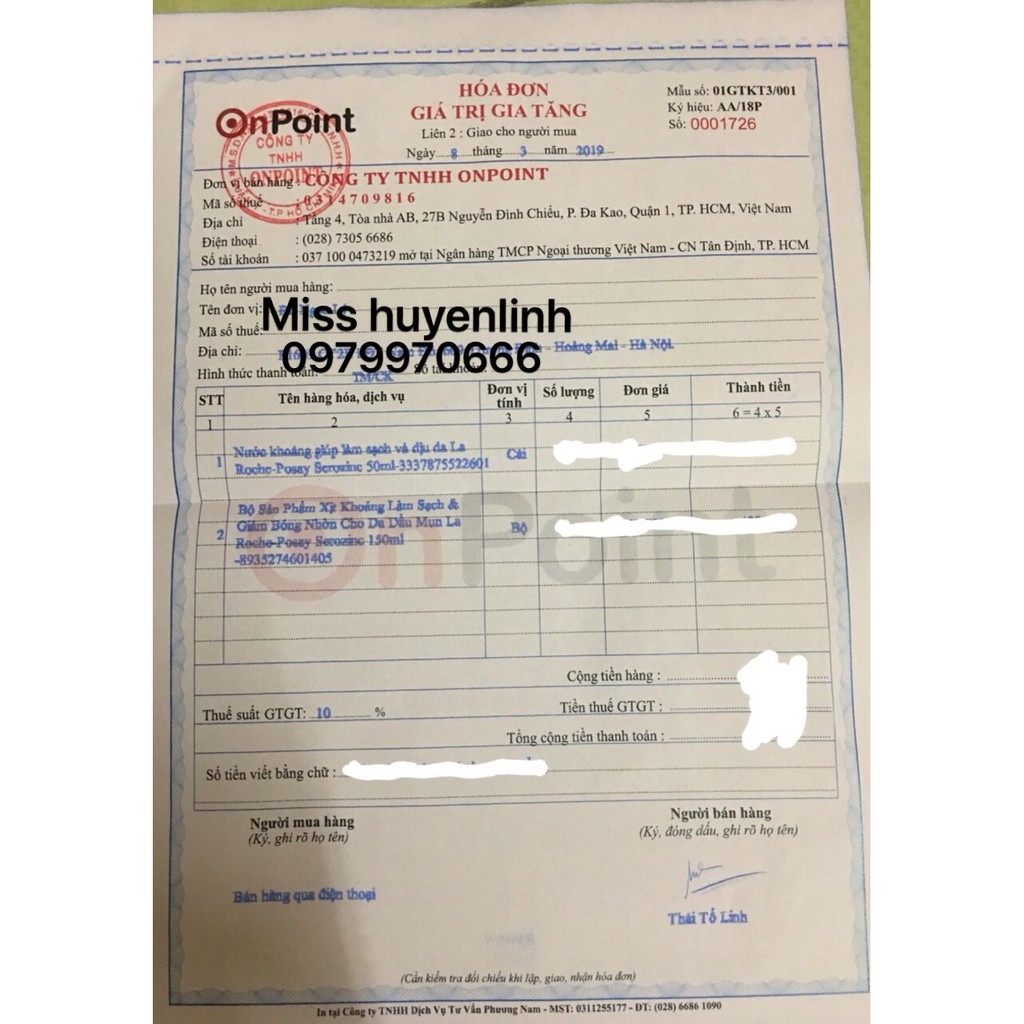 HÓA ĐƠN
GIÁ TRỊ GIA TĂNG
Liên 2 : Giao cho người mua
Ngày 8 tháng 3 năm 2019
Mẫu số: 01GTKT3/001
Ký hiệu: AA/18P
Số: 0001726
OnPoint
CÔNG TY
TNHH
ONPOINT
Đơn vị bán hàng : CÔNG TY TNHH ONPOINT
Mã số thuế : 0314709816
Địa chỉ : Tầng 4, Tòa nhà AB, 27B Nguyễn Đình Chiểu, P. Đa Kao, Quận 1, TP. HCM, Việt Nam
Điện thoại : (028) 7305 6686
Số tài khoản : 037 100 0473219 mở tại Ngân hàng TMCP Ngoại thương Việt Nam - CN Tân Định, TP. HCM
Họ tên người mua hàng:
Tên đơn vị:
Miss huyenlinh
Mã số thuế:
Địa chỉ: - Hoàng Mai - Hà Nội.
0979970666
Hình thức thanh toán: TM/CK Số tài
STT Tên hàng hóa, dịch vụ Đơn vị tính Số lượng Đơn giá Thành tiền
1 2 3 4 5 6 = 4 x 5
1 Nước khoáng giúp làm sạch và dịu da La Cái
Roche-Posay Serozinc 50ml-3337875522601
Bộ Sản Phẩm Xịt Khoáng Làm Sạch &
2 Giảm Bóng Nhờn Cho Da Dầu Mụn La Bộ
Roche-Posay Serozinc 150ml
-8935274601405
OnPoint
Cộng tiền hàng :
Thuế suất GTGT: 10 % Tiền thuế GTGT :
Tổng cộng tiền thanh toán :
Số tiền viết bằng chữ :
Người mua hàng
(Ký, ghi rõ họ tên)
Người bán hàng
(Ký, đóng dấu, ghi rõ họ tên)
Bán hàng qua điện thoại
Thái Tố Linh
(Cần kiểm tra đối chiếu khi lập, giao, nhận hóa đơn)
In tại Công ty TNHH Dịch Vụ Tư Vấn Phương Nam - MST: 0311255177 - ĐT: (028) 6686 1090